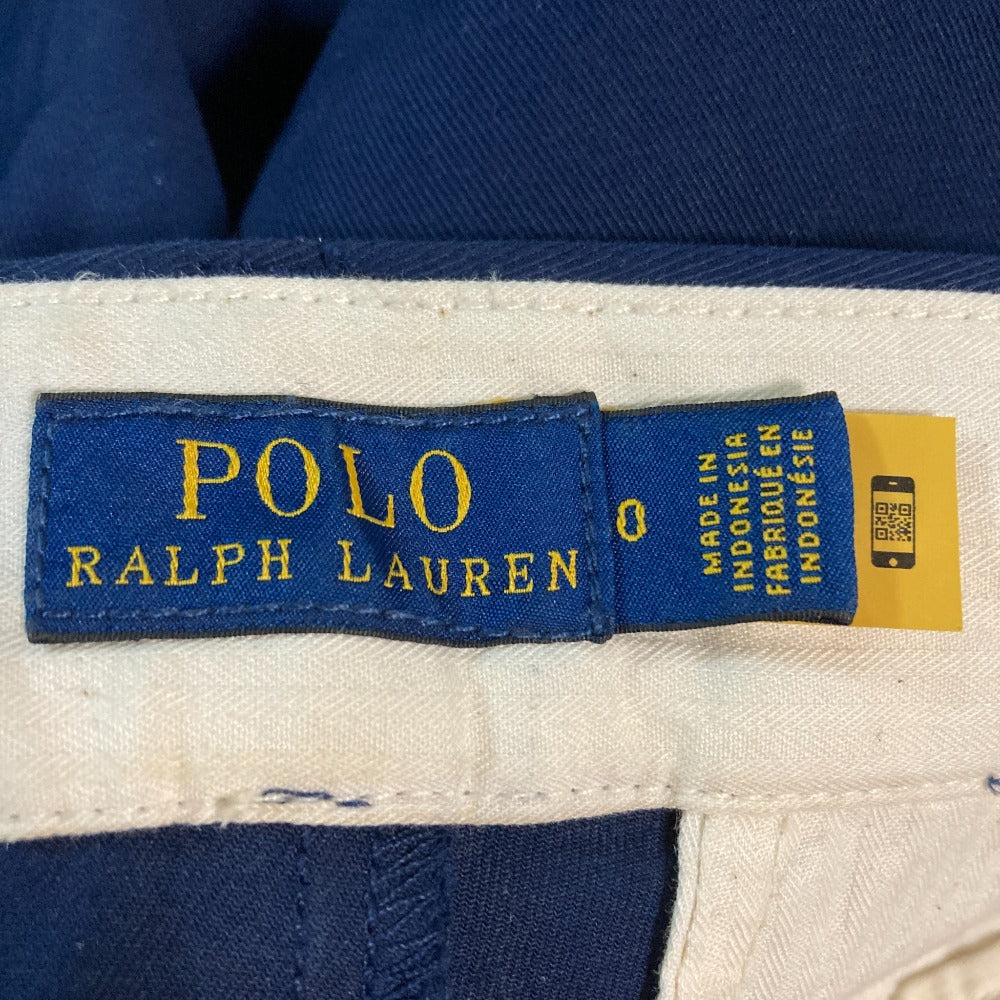 POLO
RALPH LAUREN
0
MADE IN
INDONESIA
FABRIQUÉ EN
INDONÉSIE